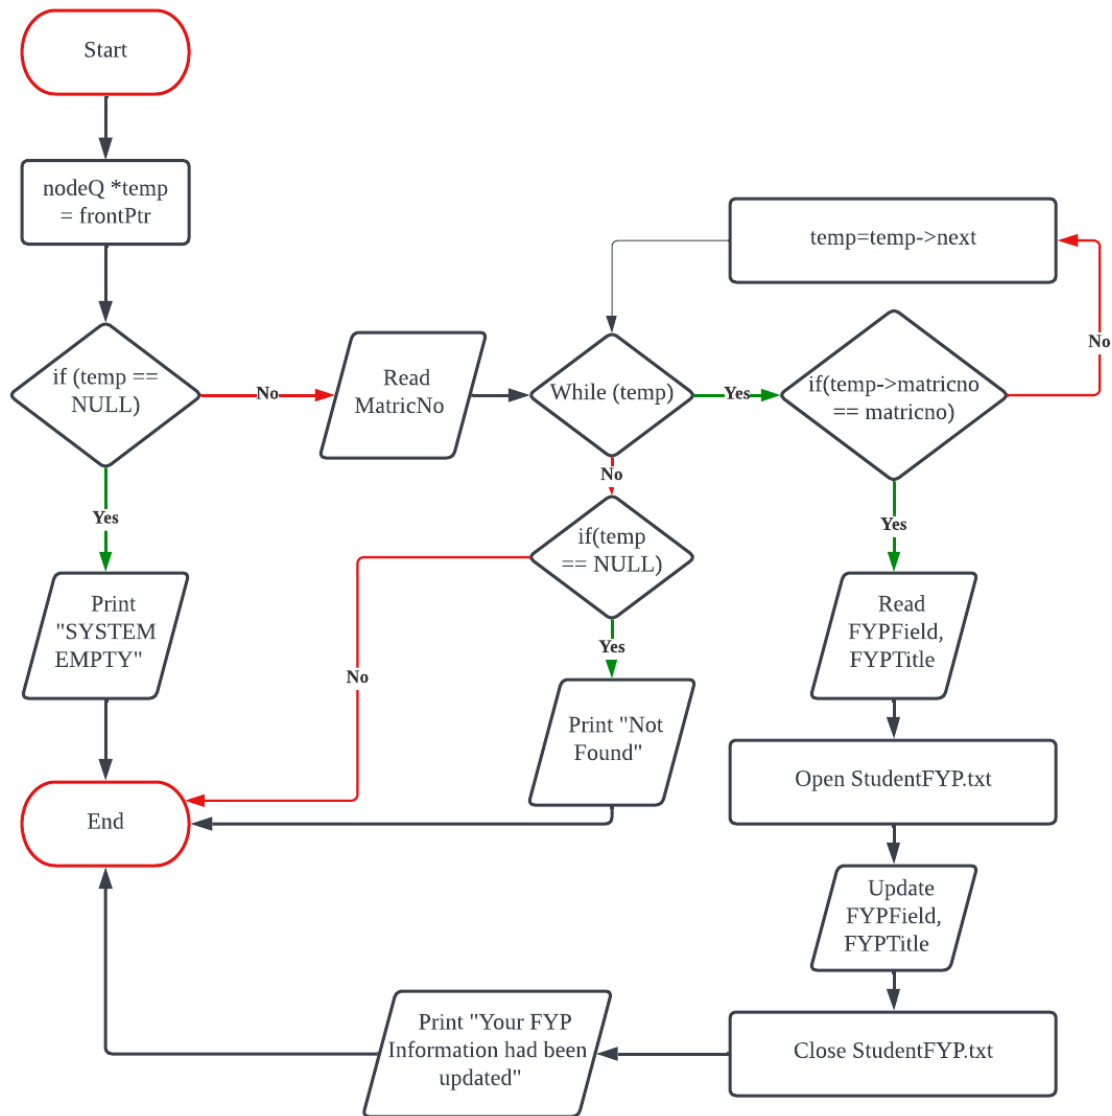 Start
nodeQ *temp
= frontPtr
temp=temp->next
if (temp ==
NULL)
No
Read
MatricNo
While (temp)
Yes
if(temp->matricno
== matricno)
No
Yes
Print
"SYSTEM
EMPTY"
No
if(temp
== NULL)
Yes
Print "Not
Found"
No
Yes
Read
FYPField,
FYPTitle
Open StudentFYP.txt
End
Update
FYPField,
FYPTitle
Close StudentFYP.txt
Print "Your FYP
Information had been
updated"